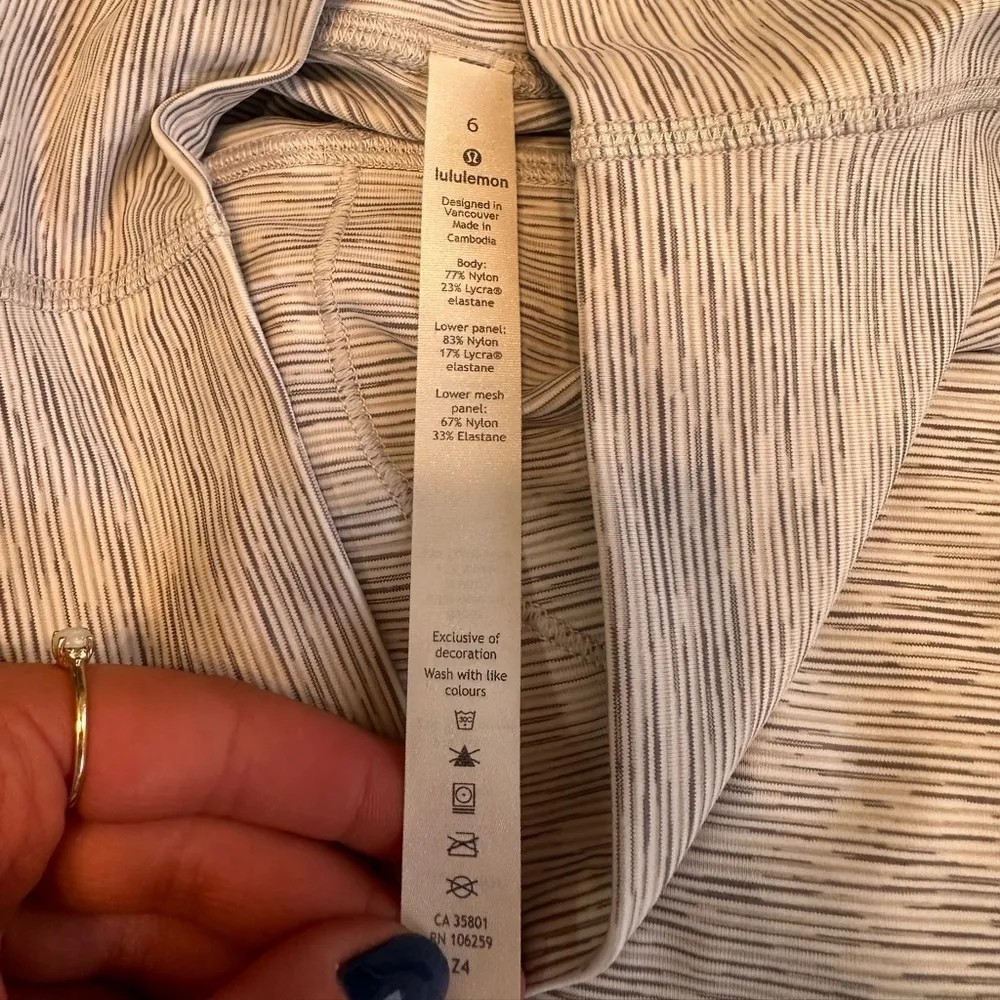 6
lululemon
Designed in
Vancouver
Made in
Cambodia
Body:
77% Nylon
23% Lycra®
elastane
Lower panel:
83% Nylon
17% Lycra®
elastane
Lower mesh
panel:
67% Nylon
33% Elastane
Exclusive of
decoration
Wash with like
colours
30C
CA 35801
RN 106259
Z4